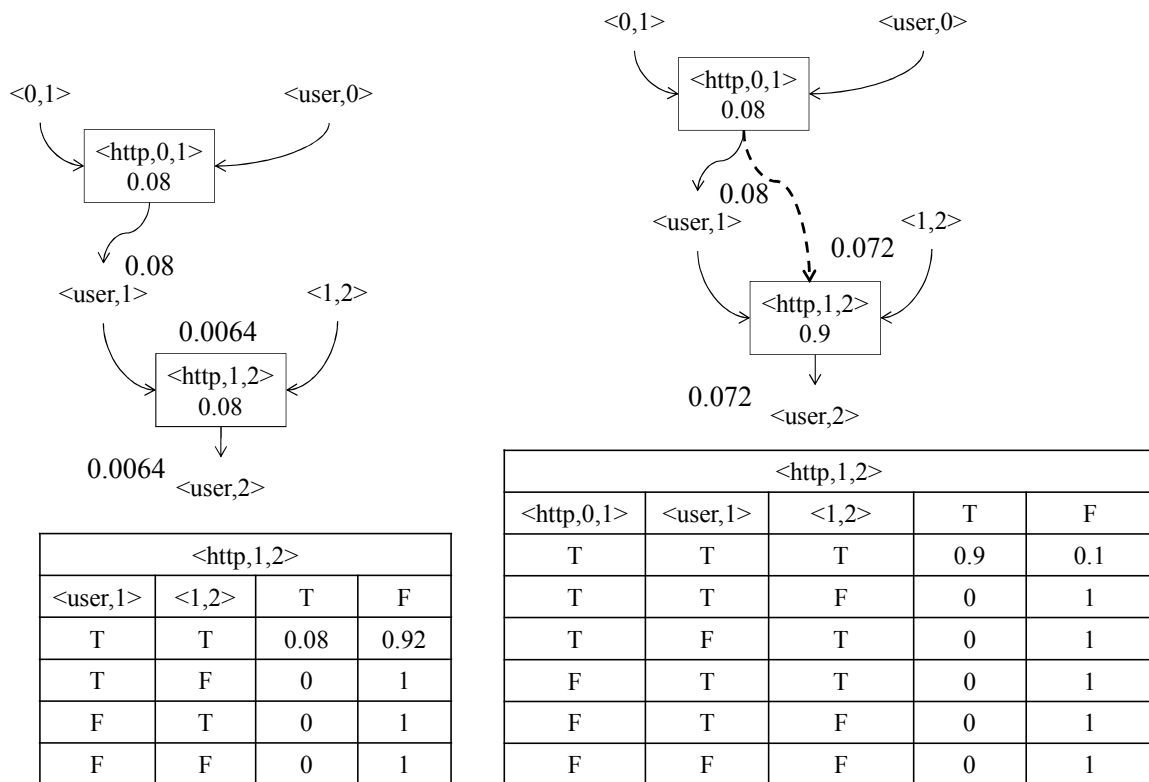 <0,1>
<user,0>
<http,0,1>
0.08
0.08
<user,1>
<1,2>
0.0064
<http,1,2>
0.08
0.0064
<user,2>
<http,1,2>
<user,1> <1,2> T F
T T 0.08 0.92
T F 0 1
F T 0 1
F F 0 1
<0,1>
<user,0>
<http,0,1>
0.08
0.08
<user,1>
<1,2>
0.072
<http,1,2>
0.9
0.072
<user,2>
<http,1,2>
<http,0,1> <user,1> <1,2> T F
T T T 0.9 0.1
T T F 0 1
T F T 0 1
F T T 0 1
F T F 0 1
F F F 0 1